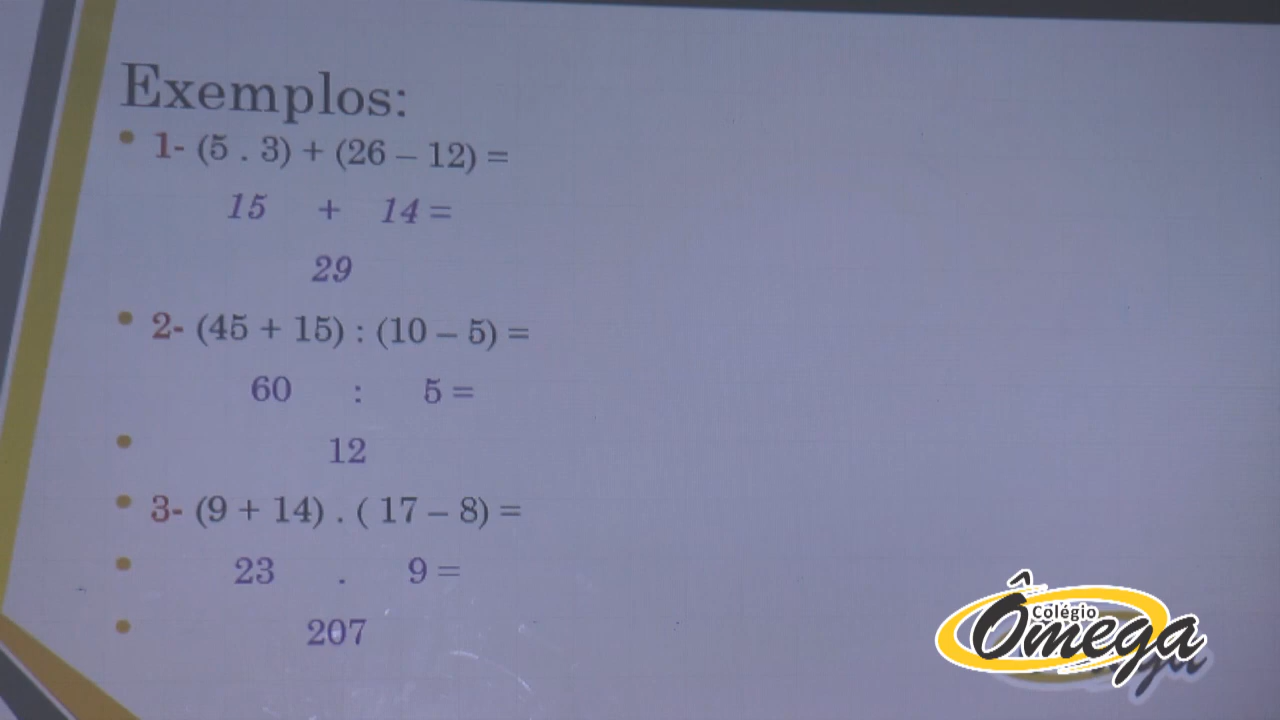 Exemplos:
• 1- (5 . 3) + (26 – 12) =
15 + 14 =
29
• 2- (45 + 15) : (10 – 5) =
60 : 5 =
• 12
• 3- (9 + 14) . ( 17 – 8) =
• 23 . 9 =
• 207
Colégio
Ômega